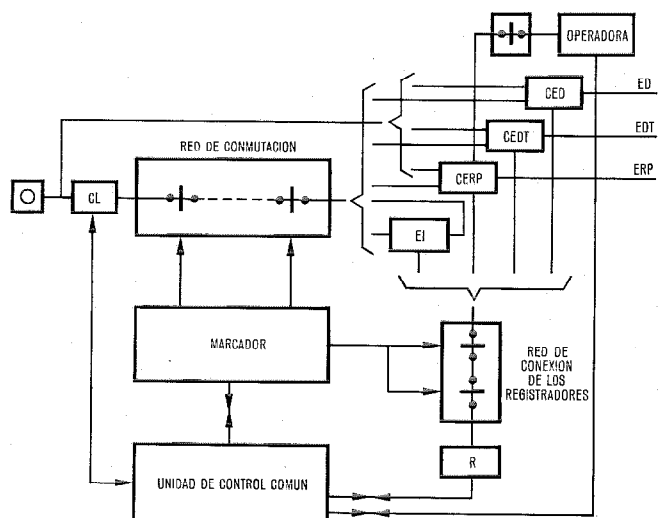 OPERADORA
CED
ED
CEDT
EDT
RED DE CONMUTACION
CERP
ERP
CL
EI
MARCADOR
RED DE
CONEXION
DE LOS
REGISTRADORES
R
UNIDAD DE CONTROL COMUN